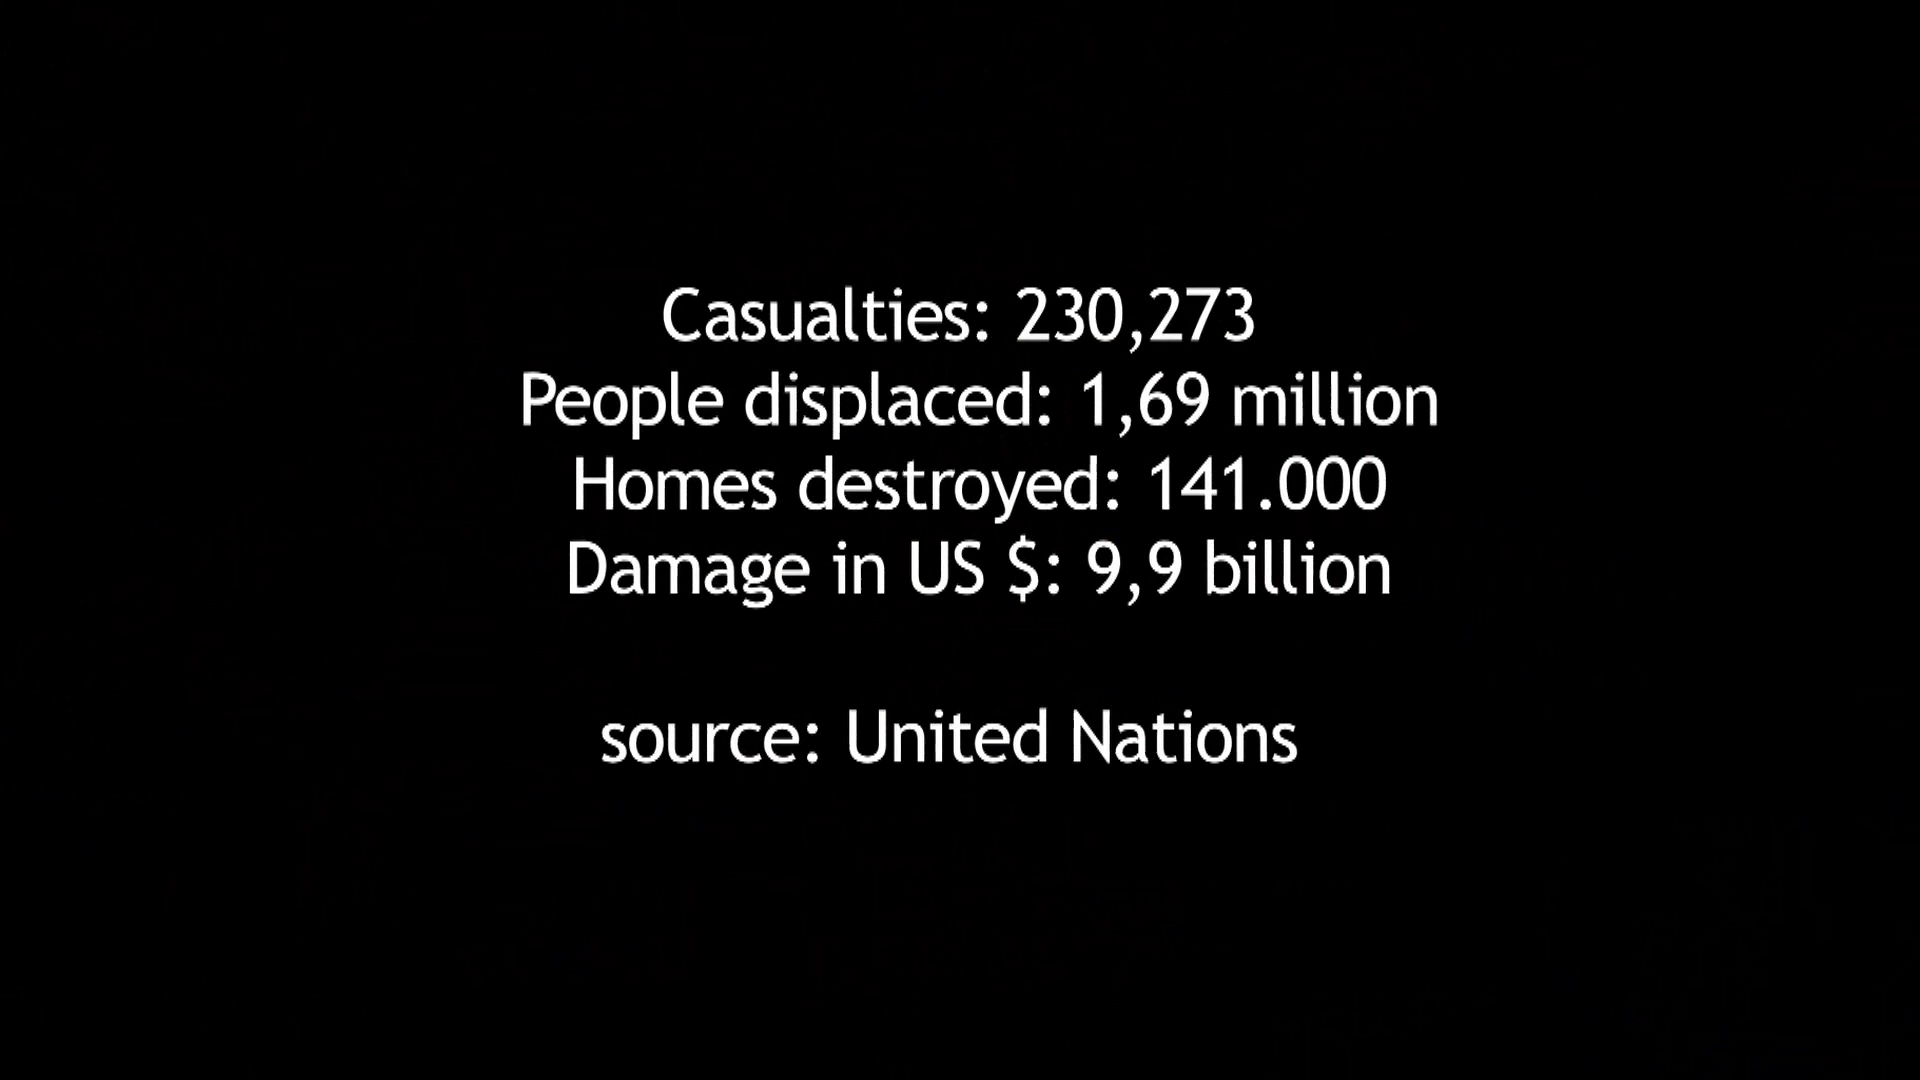 Casualties: 230,273
People displaced: 1,69 million
Homes destroyed: 141.000
Damage in US $: 9,9 billion
source: United Nations